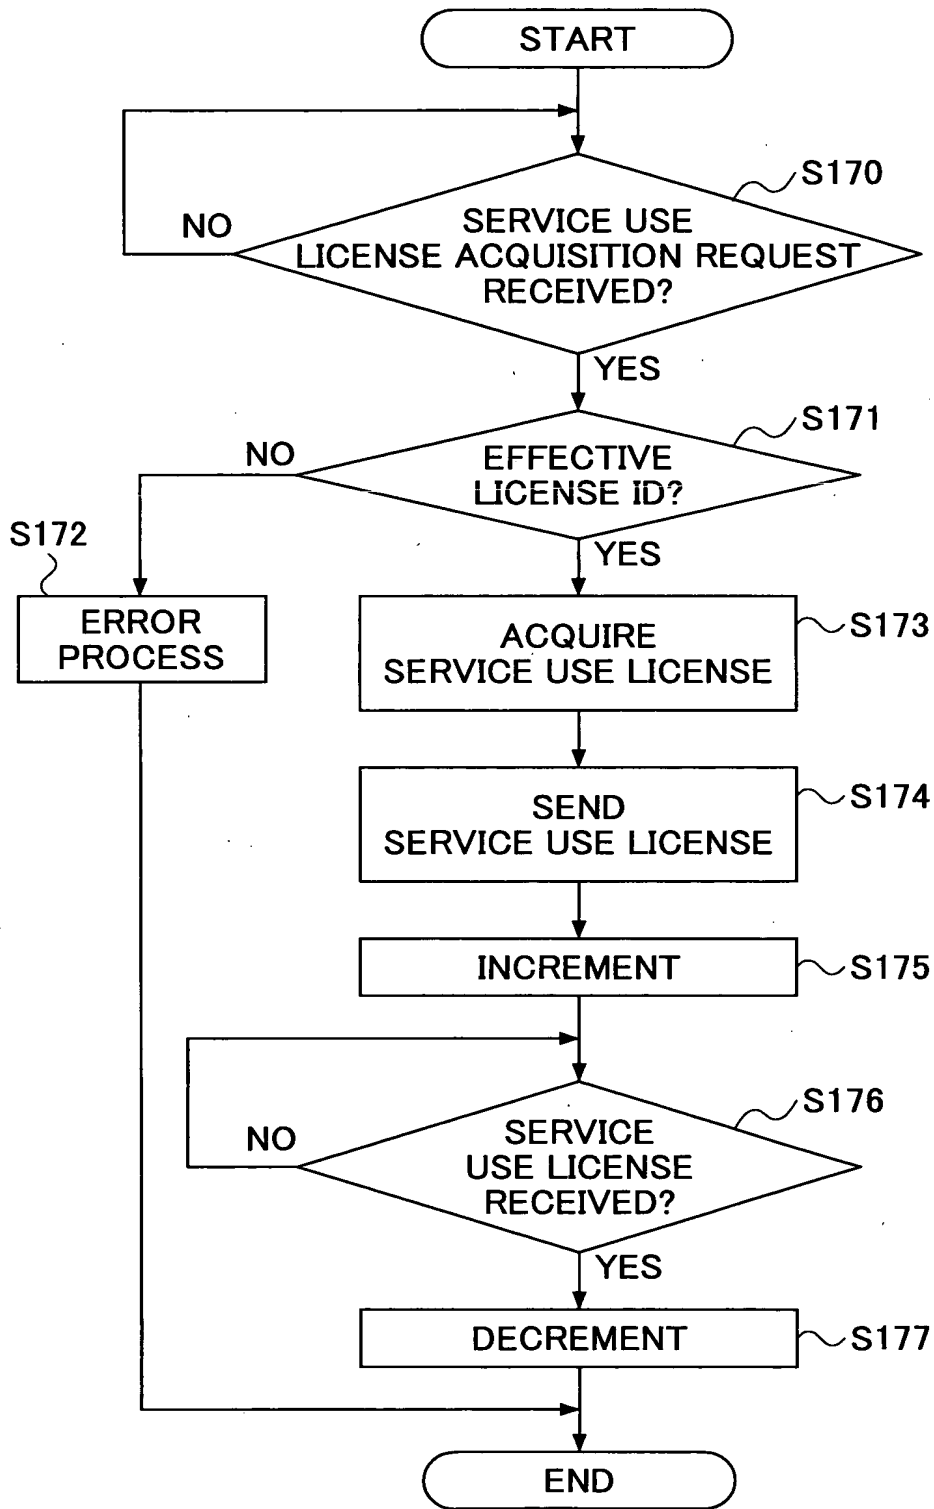 START
S170
NO
SERVICE USE
LICENSE ACQUISITION REQUEST
RECEIVED?
YES
S171
NO
EFFECTIVE
LICENSE ID?
YES
S172
ERROR
PROCESS
S173
ACQUIRE
SERVICE USE LICENSE
S174
SEND
SERVICE USE LICENSE
INCREMENT
S175
S176
NO
SERVICE
USE LICENSE
RECEIVED?
YES
DECREMENT
S177
END